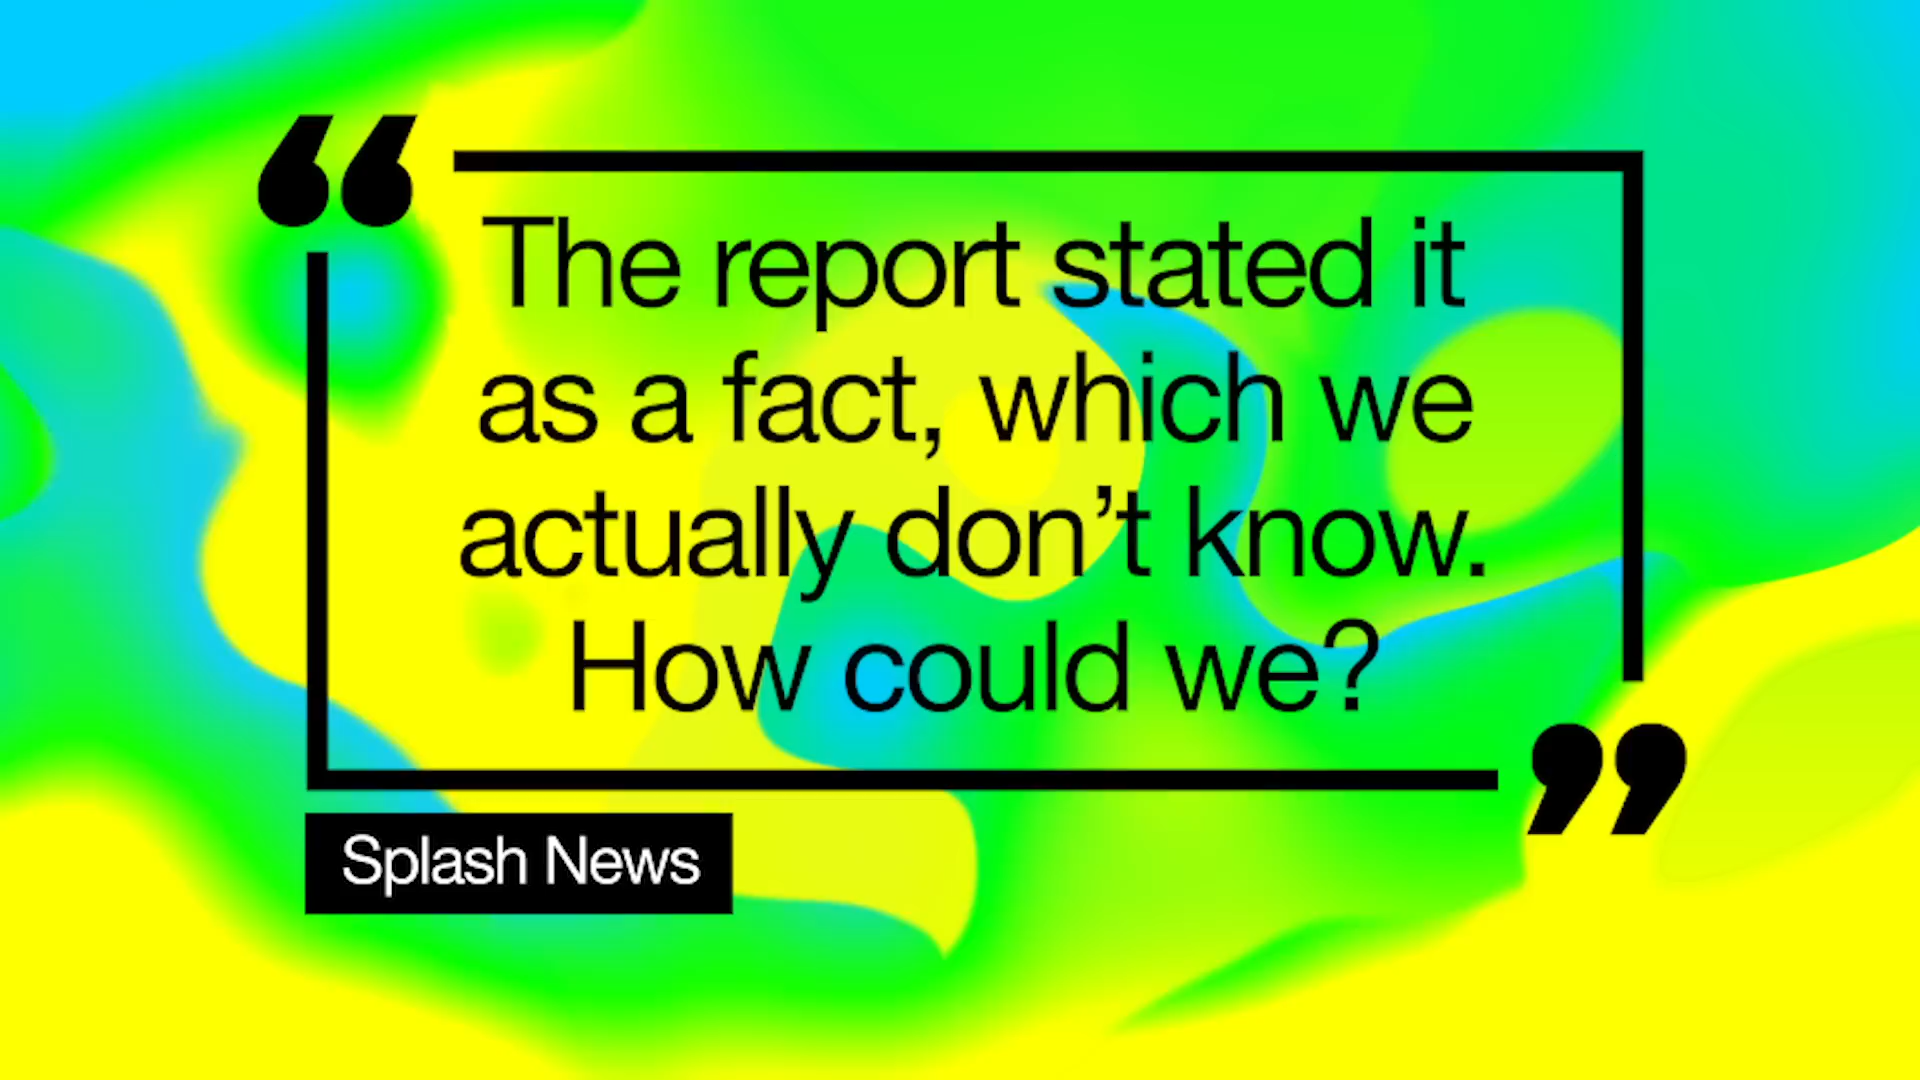 “
The report stated it
as a fact, which we
actually don’t know.
How could we?
”
Splash News